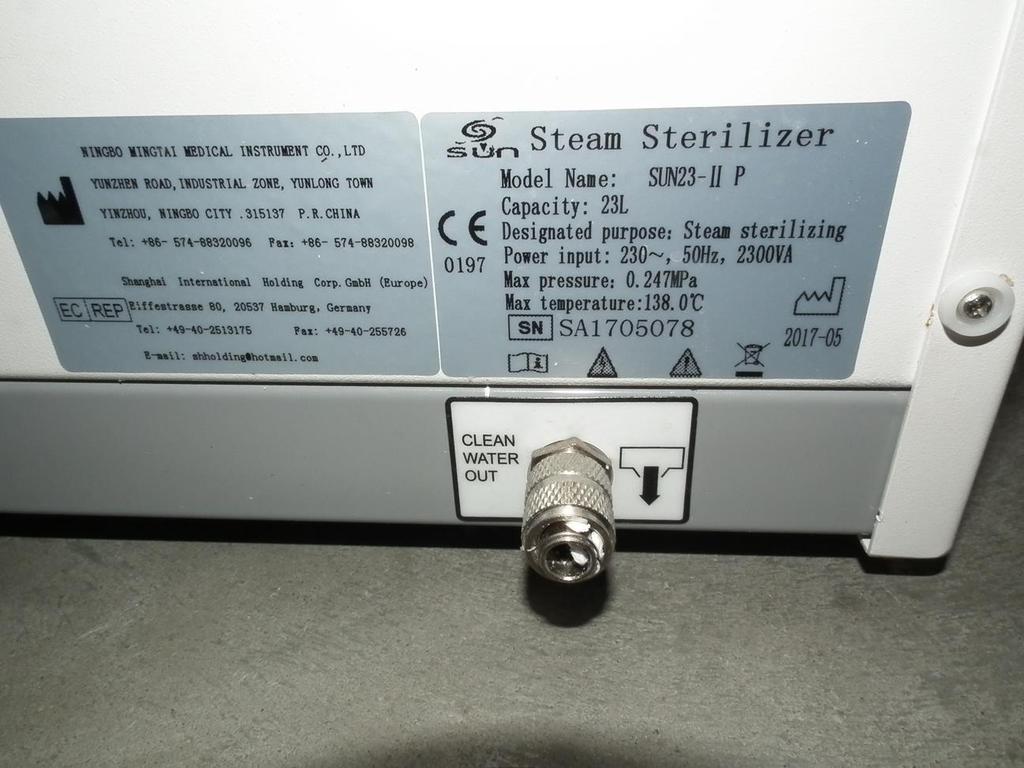 NINGBO MINGTAI MEDICAL INSTRUMENT CO.,LTD
YUNZHEN ROAD,INDUSTRIAL ZONE, YUNLONG TOWN
YINZHOU, NINGBO CITY .315137 P.R.CHINA
Tel: +86- 574-88320096 Fax: +86- 574-88320098
Shanghai International Holding Corp.GmbH (Europe)
EC REP Eiffestrasse 80, 20537 Hamburg, Germany
Tel: +49-40-2513175 Fax: +49-40-255726
E-mail: shholding@hotmail.com
sun Steam Sterilizer
Model Name: SUN23-II P
Capacity: 23L
Designated purpose: Steam sterilizing
CE 0197
Power input: 230～, 50Hz, 2300VA
Max pressure: 0.247MPa
Max temperature:138.0℃
SN SA1705078
2017-05
CLEAN
WATER
OUT